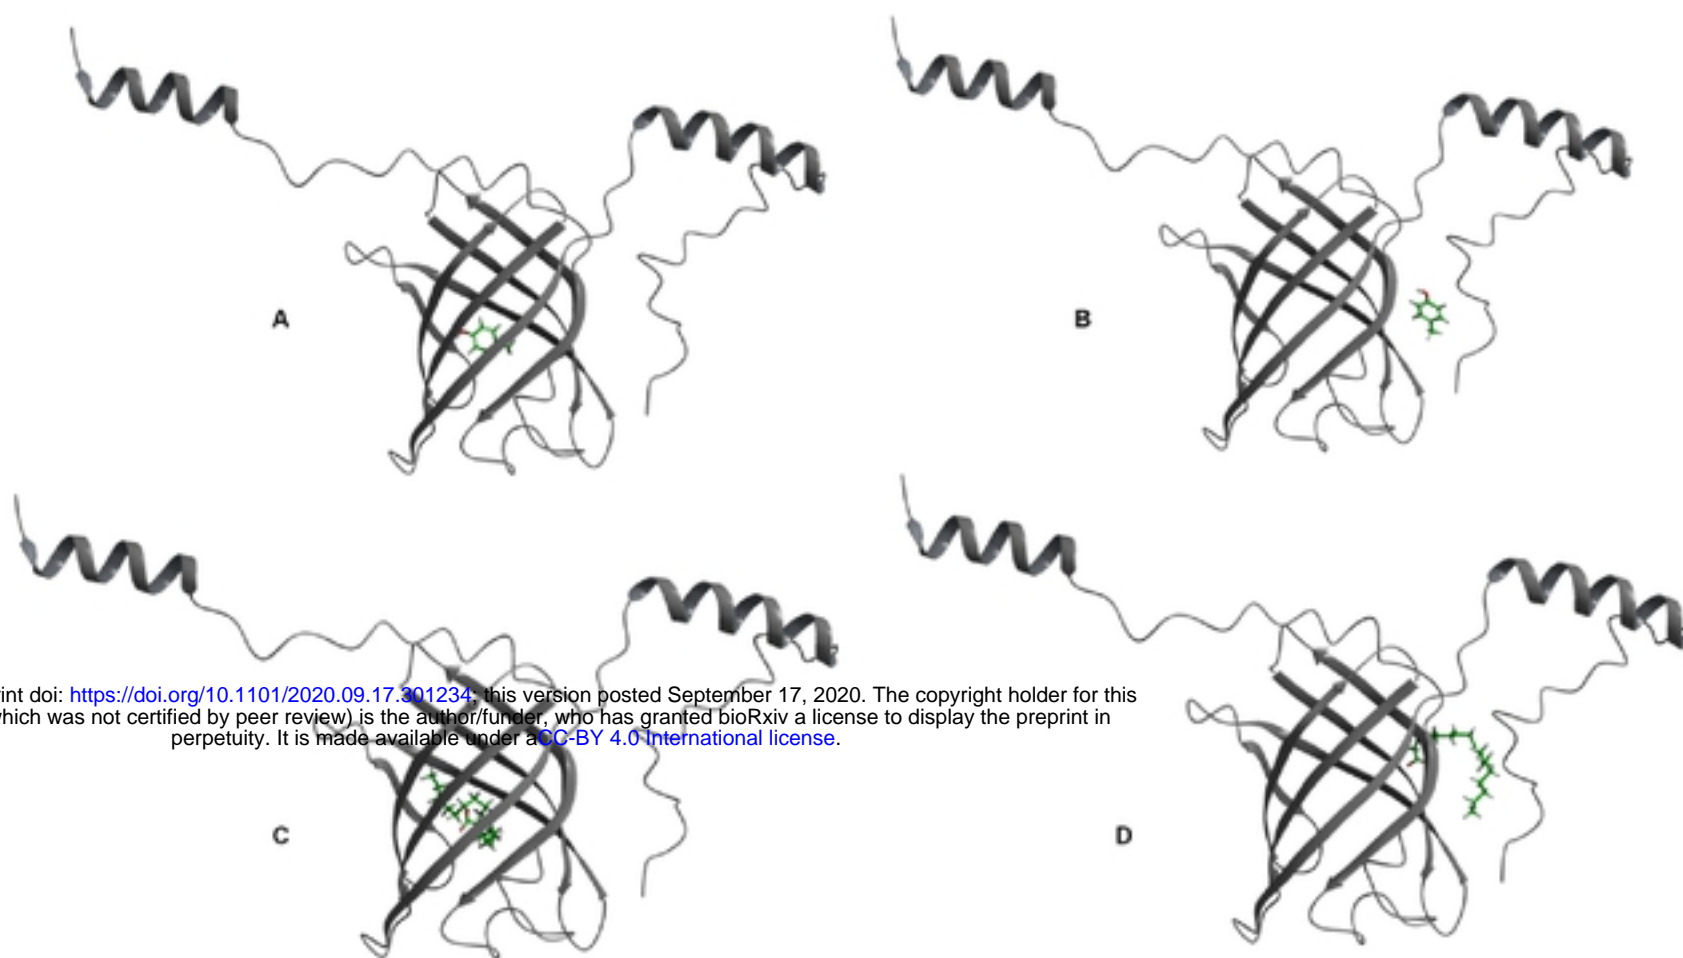 A
B
int doi: https://doi.org/10.1101/2020.09.17.301234; this version posted September 17, 2020. The copyright holder for this
which was not certified by peer review) is the author/funder, who has granted bioRxiv a license to display the preprint in
perpetuity. It is made available under aCC-BY 4.0 International license.
C
D